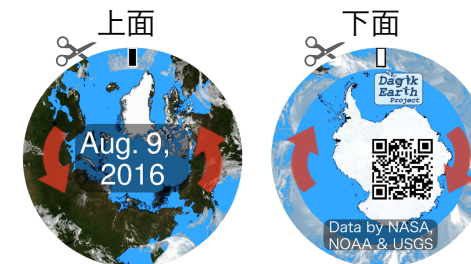 上面
下面
Aug. 9,
2016
Dagik
Earth
Project
Data by NASA,
NOAA & USGS